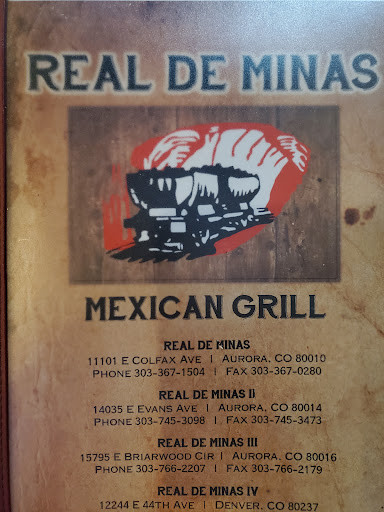 REAL DE MINAS
MEXICAN GRILL
REAL DE MINAS
11101 E COLFAX AVE | AURORA, CO 80010
PHONE 303-367-1504 | FAX 303-367-0280
REAL DE MINAS II
14035 E EVANS AVE | AURORA, CO 80014
PHONE 303-745-3098 | FAX 303-745-3473
REAL DE MINAS III
15795 E BRIARWOOD CIR | AURORA, CO 80016
PHONE 303-766-2207 | FAX 303-766-2179
REAL DE MINAS IV
12244 E 44TH AVE | DENVER, CO 80237